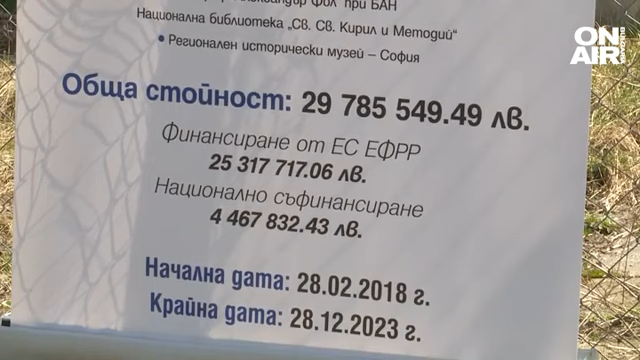 при БАН
Национална библиотека „Св. Св. Кирил и Методий“
• Регионален исторически музей – София
Обща стойност: 29 785 549.49 лв.
Финансиране от ЕС ЕФРР
25 317 717.06 лв.
Национално съфинансиране
4 467 832.43 лв.
Начална дата: 28.02.2018 г.
Крайна дата: 28.12.2023 г.
ON
AIR